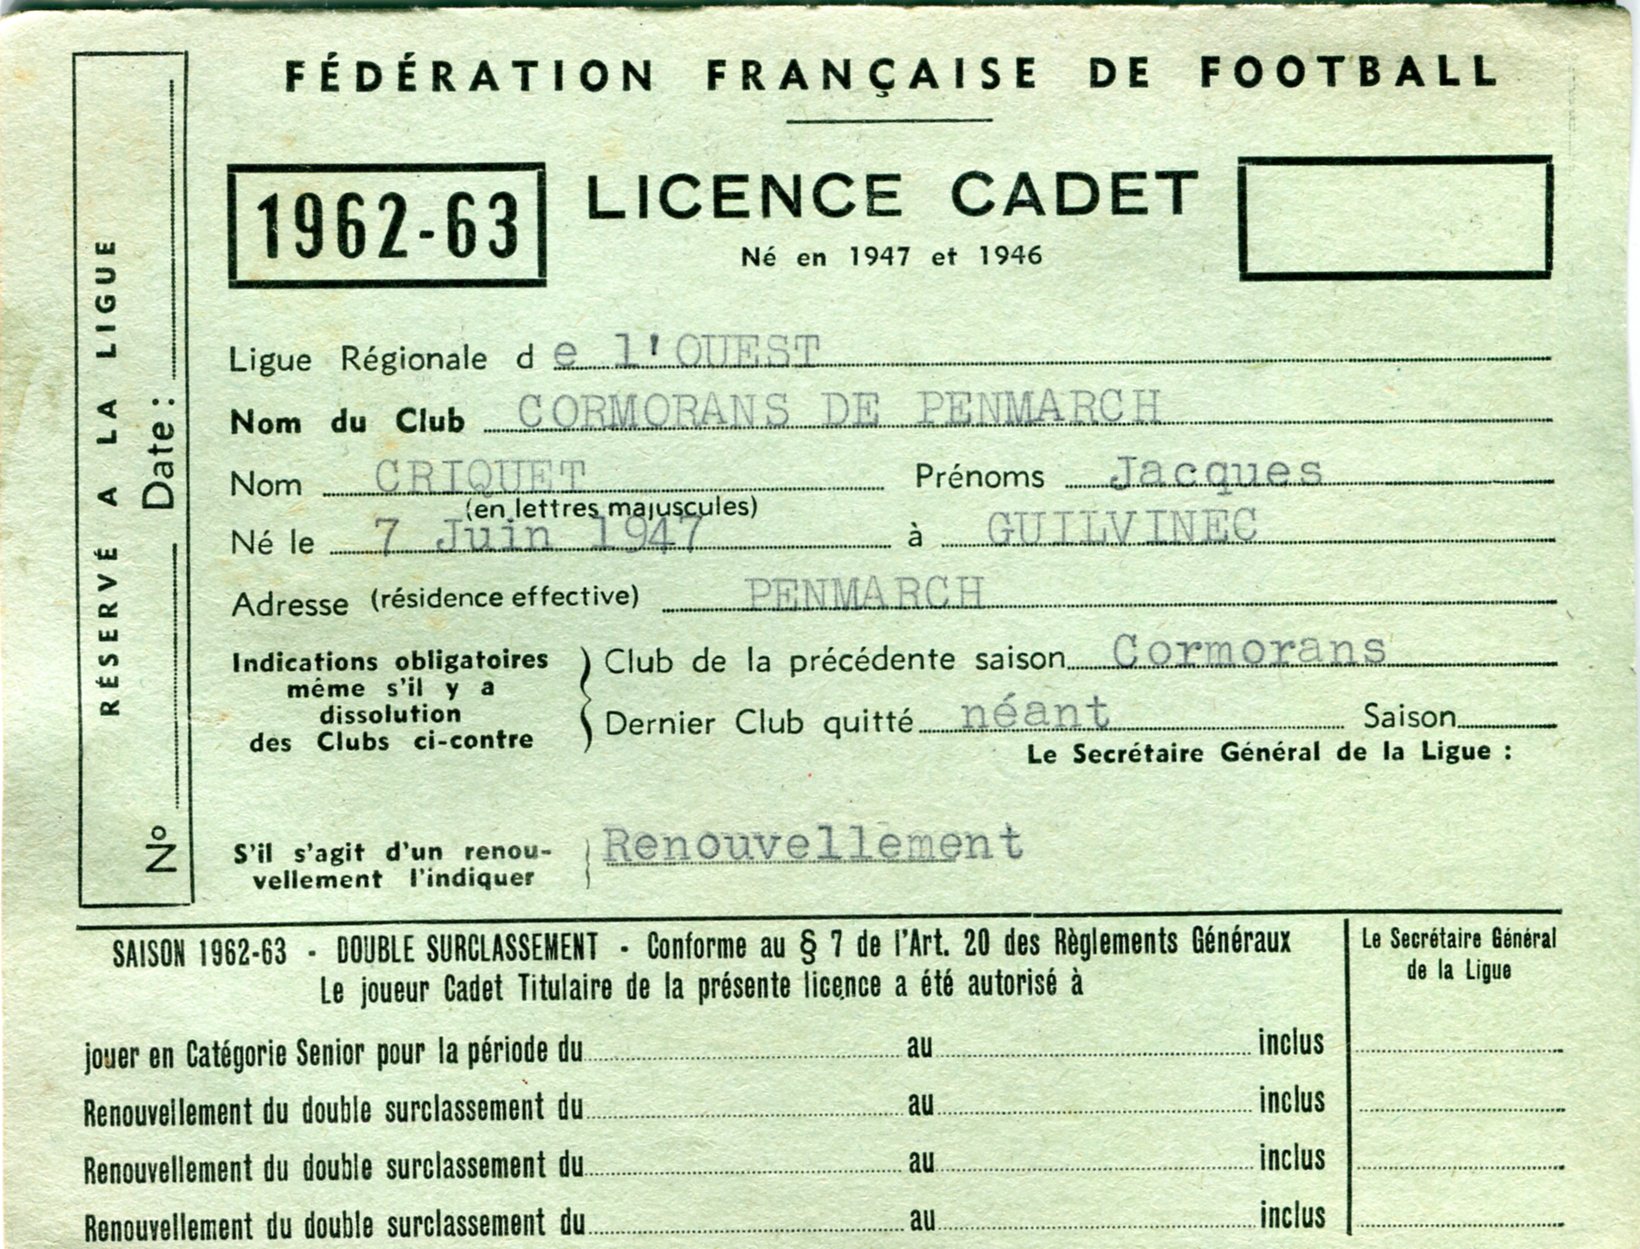 FÉDÉRATION FRANÇAISE DE FOOTBALL
1962-63
LICENCE CADET
Né en 1947 et 1946
RÉSERVÉ A LA LIGUE
N° Date :
Ligue Régionale d e l'OUEST
Nom du Club CORMORANS DE PENMARCH
Nom CRIQUET Prénoms Jacques
(en lettres majuscules)
Né le 7 Juin 1947 à GUILVINEC
Adresse (résidence effective) PENMARCH
Indications obligatoires
même s'il y a
dissolution
des Clubs ci-contre
Club de la précédente saison Cormorans
Dernier Club quitté néant Saison
Le Secrétaire Général de la Ligue :
S'il s'agit d'un renou-
vellement l'indiquer
Renouvellement
SAISON 1962-63 - DOUBLE SURCLASSEMENT - Conforme au § 7 de l'Art. 20 des Règlements Généraux
Le joueur Cadet Titulaire de la présente licence a été autorisé à
Le Secrétaire Général
de la Ligue
jouer en Catégorie Senior pour la période du au inclus
Renouvellement du double surclassement du au inclus
Renouvellement du double surclassement du au inclus
Renouvellement du double surclassement du au inclus